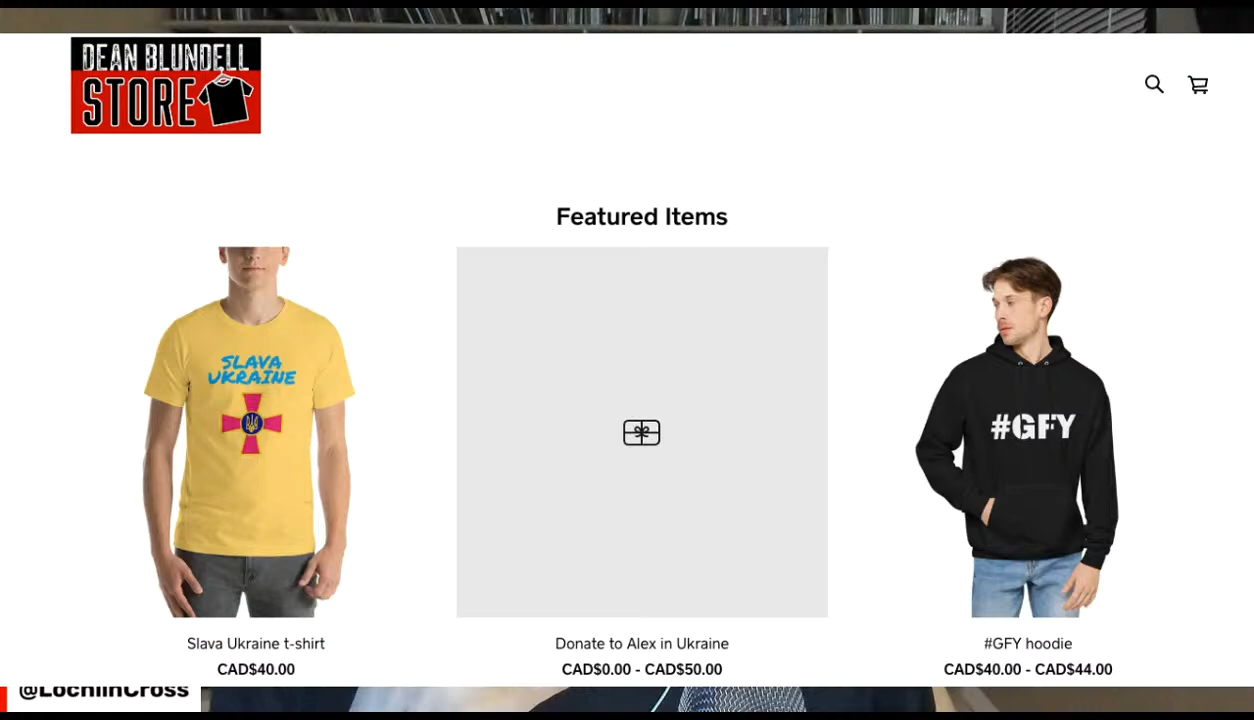 DEAN BLUNDELL
STORE
Featured Items
SLAVA
UKRAINE
#GFY
Slava Ukraine t-shirt
Donate to Alex in Ukraine
#GFY hoodie
CAD$40.00
CAD$0.00 - CAD$50.00
CAD$40.00 - CAD$44.00
@LochlinCross